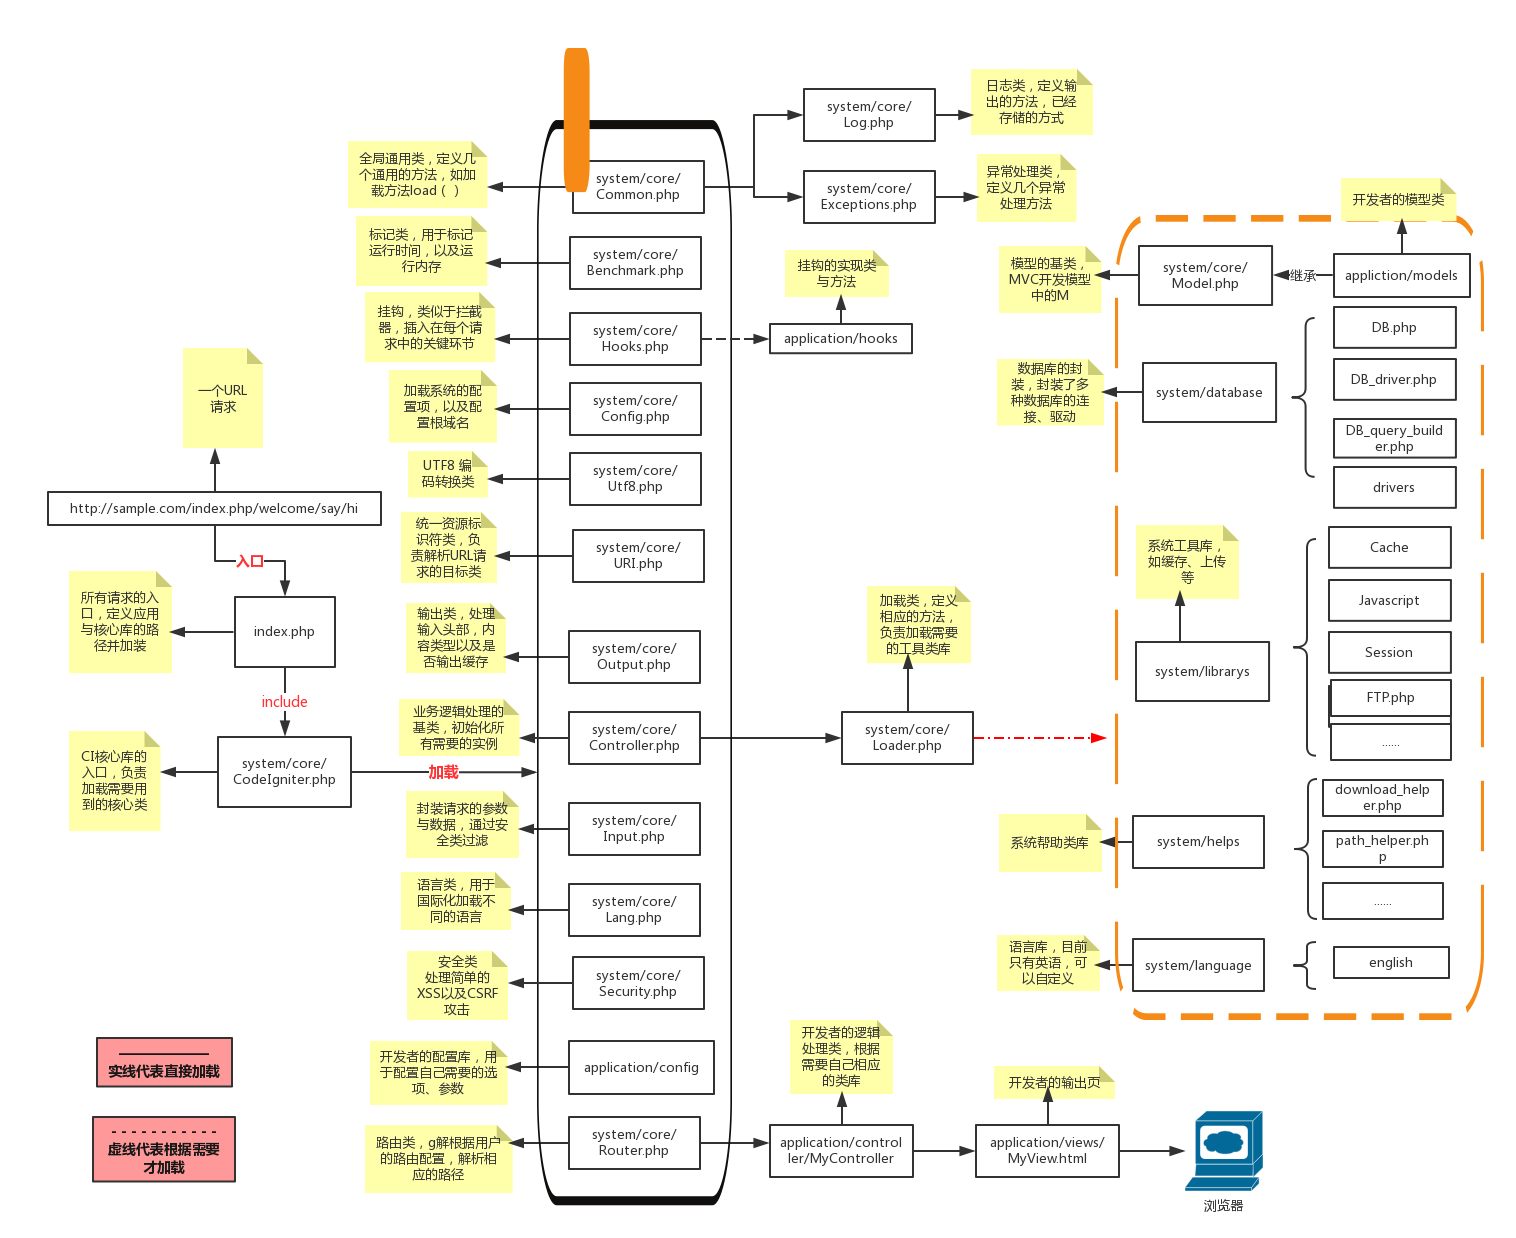 日志类，定义输
出的方法，已经
存储的方式
system/core/
Log.php
全局通用类，定义几
个通用的方法，如加
载方法load（ ）
system/core/
Common.php
system/core/
Exceptions.php
异常处理类，
定义几个异常
处理方法
开发者的模型类
标记类，用于标记
运行时间，以及运
行内存
system/core/
Benchmark.php
挂钩的实现类
与方法
模型的基类，
MVC开发模型
中的M
system/core/
Model.php
继承
appliction/models
挂钩，类似于拦截
器，插入在每个请
求中的关键环节
system/core/
Hooks.php
application/hooks
DB.php
一个URL
请求
加载系统的配
置项，以及配
置根域名
system/core/
Config.php
数据库的封
装，封装了多
种数据库的连
接、驱动
system/database
DB_driver.php
DB_query_build
er.php
drivers
UTF8 编
码转换类
system/core/
Utf8.php
http://sample.com/index.php/welcome/say/hi
入口
统一资源标
识符类，负
责解析URL请
求的目标类
system/core/
URI.php
系统工具库，
如缓存、上传
等
Cache
Javascript
Session
FTP.php
......
system/librarys
所有请求的入
口，定义应用
与核心库的路
径并加装
index.php
输出类，处理
输入头部，内
容类型以及是
否输出缓存
system/core/
Output.php
加载类，定义
相应的方法，
负责加载需要
的工具类库
include
业务逻辑处理的
基类，初始化所
有需要的实例
system/core/
Controller.php
system/core/
Loader.php
CI核心库的
入口，负责
加载需要用
到的核心类
system/core/
CodeIgniter.php
加载
封装请求的参数
与数据，通过安
全类过滤
system/core/
Input.php
系统帮助类库
system/helps
download_help
er.php
path_helper.ph
p
......
语言类，用于
国际化加载不
同的语言
system/core/
Lang.php
语言库，目前
只有英语，可
以自定义
system/language
english
安全类
处理简单的
XSS以及CSRF
攻击
system/core/
Security.php
实线代表直接加载
开发者的配置库，用
于配置自己需要的选
项、参数
application/config
开发者的逻辑
处理类，根据
需要自己相应
的类库
开发者的输出页
虚线代表根据需要
才加载
路由类，g解根据用户
的路由配置，解析相
应的路径
system/core/
Router.php
application/control
ler/MyController
application/views/
MyView.html
浏览器